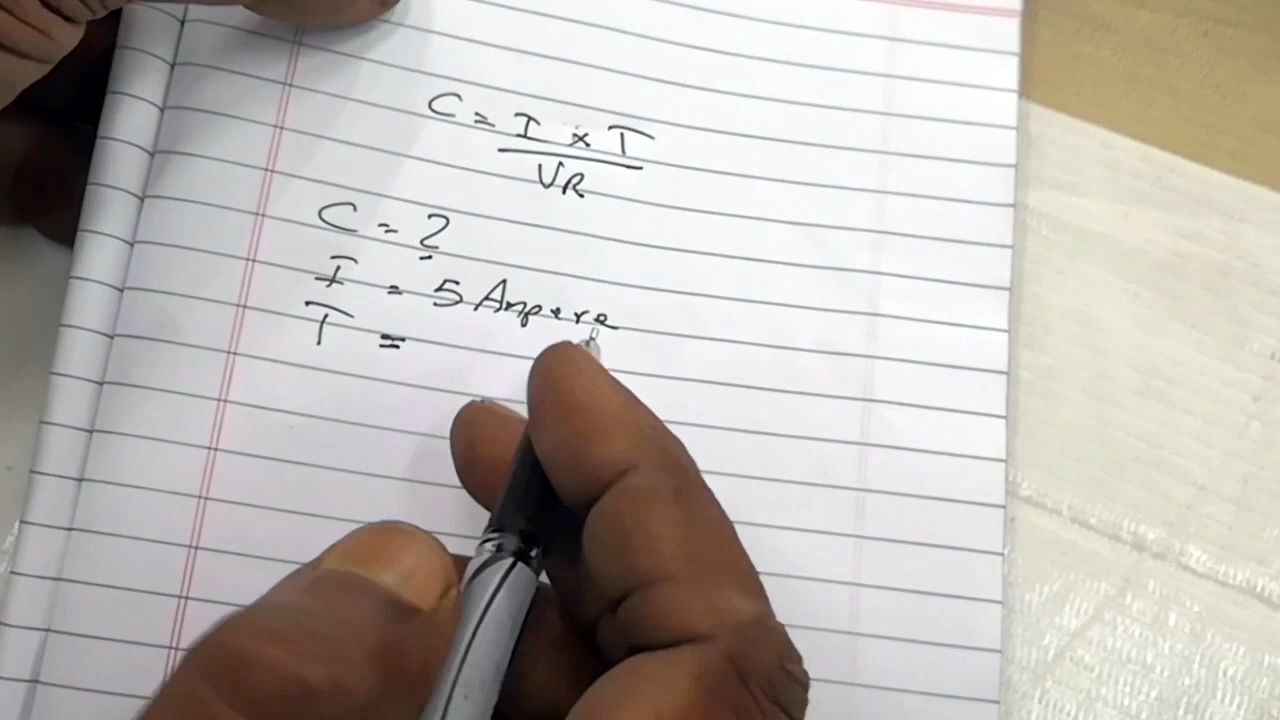 C = I × T
VR
C = ?
I = 5 Ampere
T =